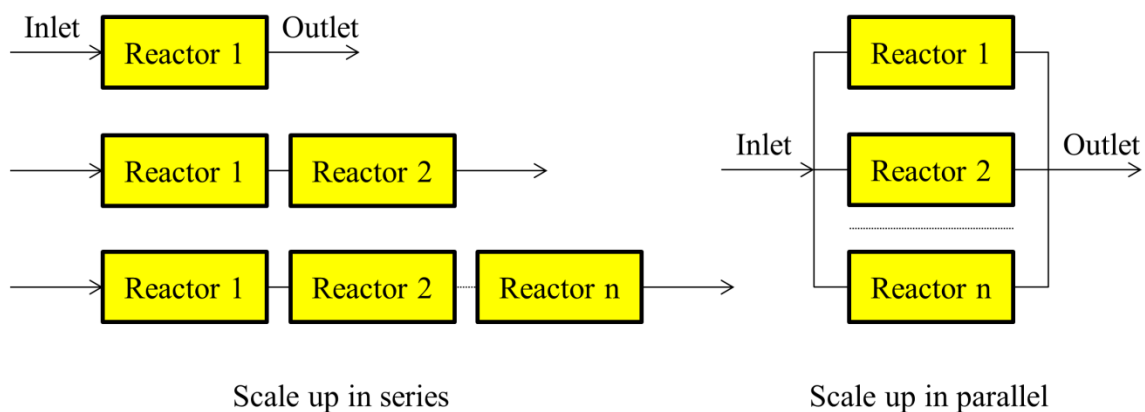 Inlet
Reactor 1
Outlet
Reactor 1
Reactor 2
Reactor 1
Reactor 2
Reactor n
Scale up in series
Inlet
Reactor 1
Reactor 2
Reactor n
Outlet
Scale up in parallel